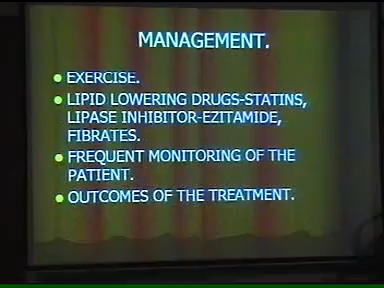 MANAGEMENT.
EXERCISE.
LIPID LOWERING DRUGS-STATINS,
LIPASE INHIBITOR-EZITAMIDE,
FIBRATES.
FREQUENT MONITORING OF THE
PATIENT.
OUTCOMES OF THE TREATMENT.